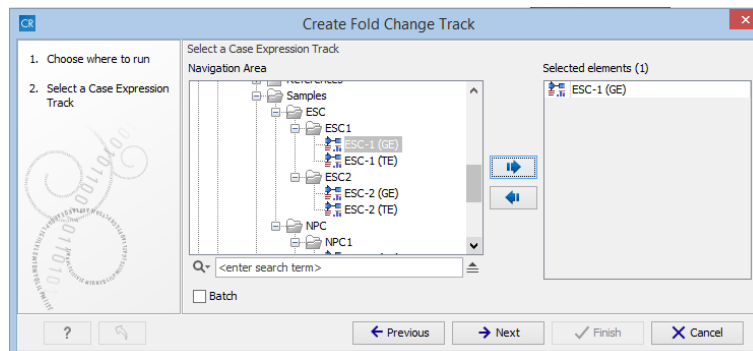 CR
Create Fold Change Track
1. Choose where to run
2. Select a Case Expression
Track
Select a Case Expression Track
Navigation Area
References
Samples
ESC
ESC1
ESC-1 (GE)
ESC-1 (TE)
ESC2
ESC-2 (GE)
ESC-2 (TE)
NPC
NPC1
<enter search term>
Batch
Selected elements (1)
ESC-1 (GE)
?
Previous
Next
Finish
Cancel